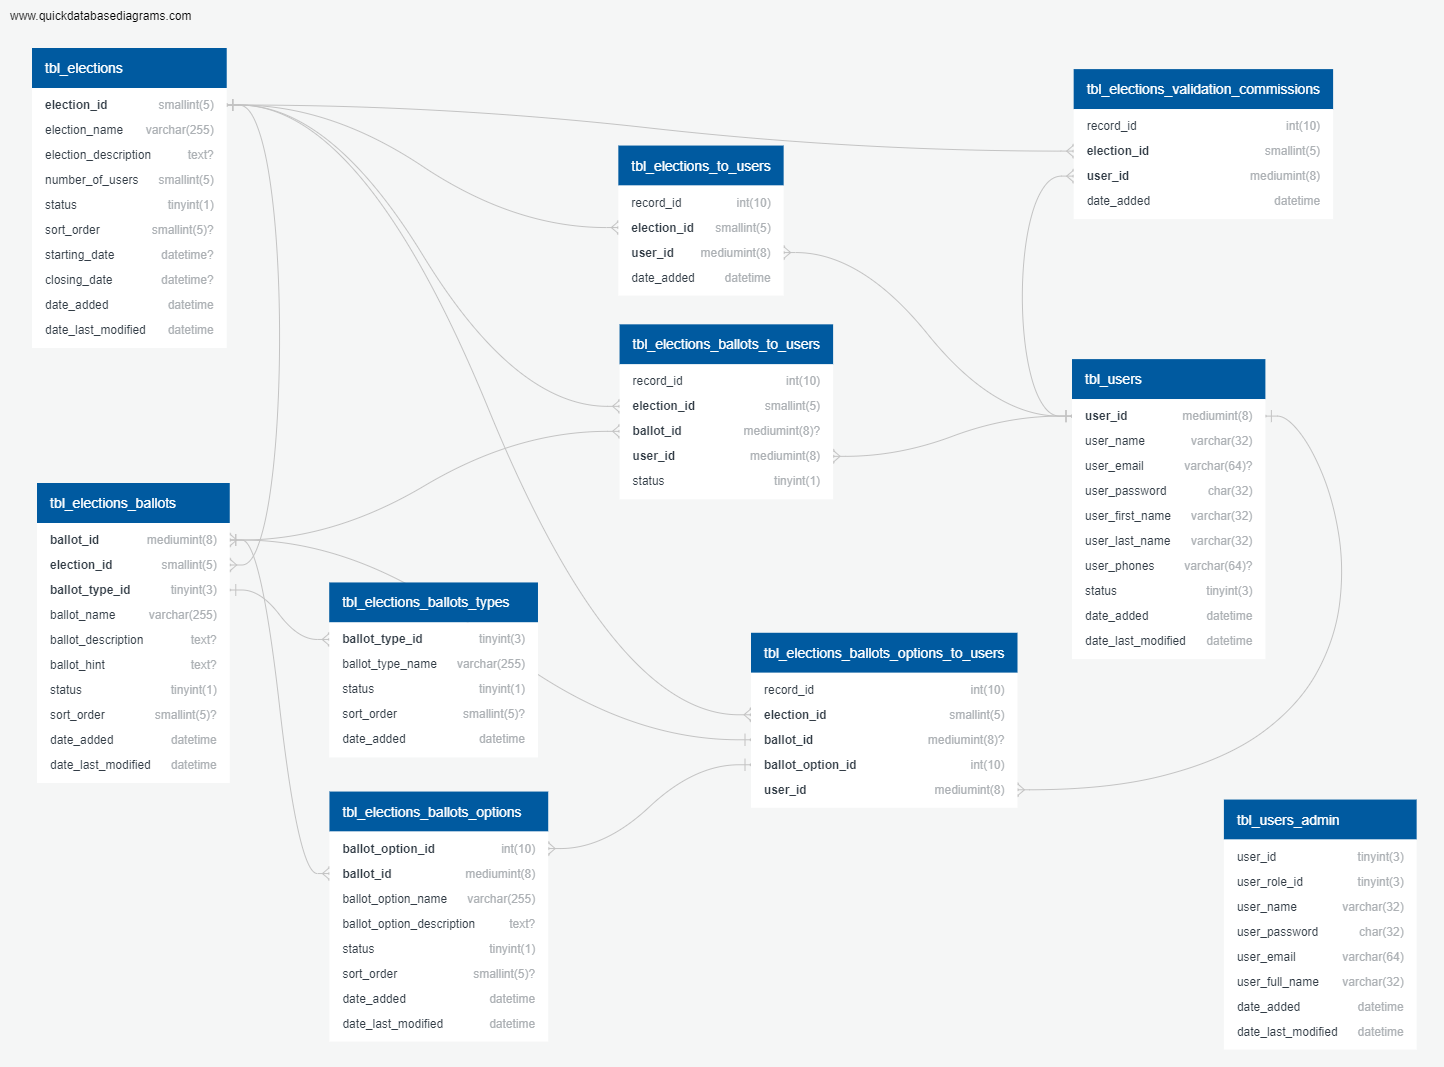 www.quickdatabasediagrams.com
tbl_elections
election_id smallint(5)
election_name varchar(255)
election_description text?
number_of_users smallint(5)
status tinyint(1)
sort_order smallint(5)?
starting_date datetime?
closing_date datetime?
date_added datetime
date_last_modified datetime
tbl_elections_validation_commissions
record_id int(10)
election_id smallint(5)
user_id mediumint(8)
date_added datetime
tbl_elections_to_users
record_id int(10)
election_id smallint(5)
user_id mediumint(8)
date_added datetime
tbl_elections_ballots_to_users
record_id int(10)
election_id smallint(5)
ballot_id mediumint(8)?
user_id mediumint(8)
status tinyint(1)
tbl_users
user_id mediumint(8)
user_name varchar(32)
user_email varchar(64)?
user_password char(32)
user_first_name varchar(32)
user_last_name varchar(32)
user_phones varchar(64)?
status tinyint(3)
date_added datetime
date_last_modified datetime
tbl_elections_ballots
ballot_id mediumint(8)
election_id smallint(5)
ballot_type_id tinyint(3)
ballot_name varchar(255)
ballot_description text?
ballot_hint text?
status tinyint(1)
sort_order smallint(5)?
date_added datetime
date_last_modified datetime
tbl_elections_ballots_types
ballot_type_id tinyint(3)
ballot_type_name varchar(255)
status tinyint(1)
sort_order smallint(5)?
date_added datetime
tbl_elections_ballots_options_to_users
record_id int(10)
election_id smallint(5)
ballot_id mediumint(8)?
ballot_option_id int(10)
user_id mediumint(8)
tbl_elections_ballots_options
ballot_option_id int(10)
ballot_id mediumint(8)
ballot_option_name varchar(255)
ballot_option_description text?
status tinyint(1)
sort_order smallint(5)?
date_added datetime
date_last_modified datetime
tbl_users_admin
user_id tinyint(3)
user_role_id tinyint(3)
user_name varchar(32)
user_password char(32)
user_email varchar(64)
user_full_name varchar(32)
date_added datetime
date_last_modified datetime